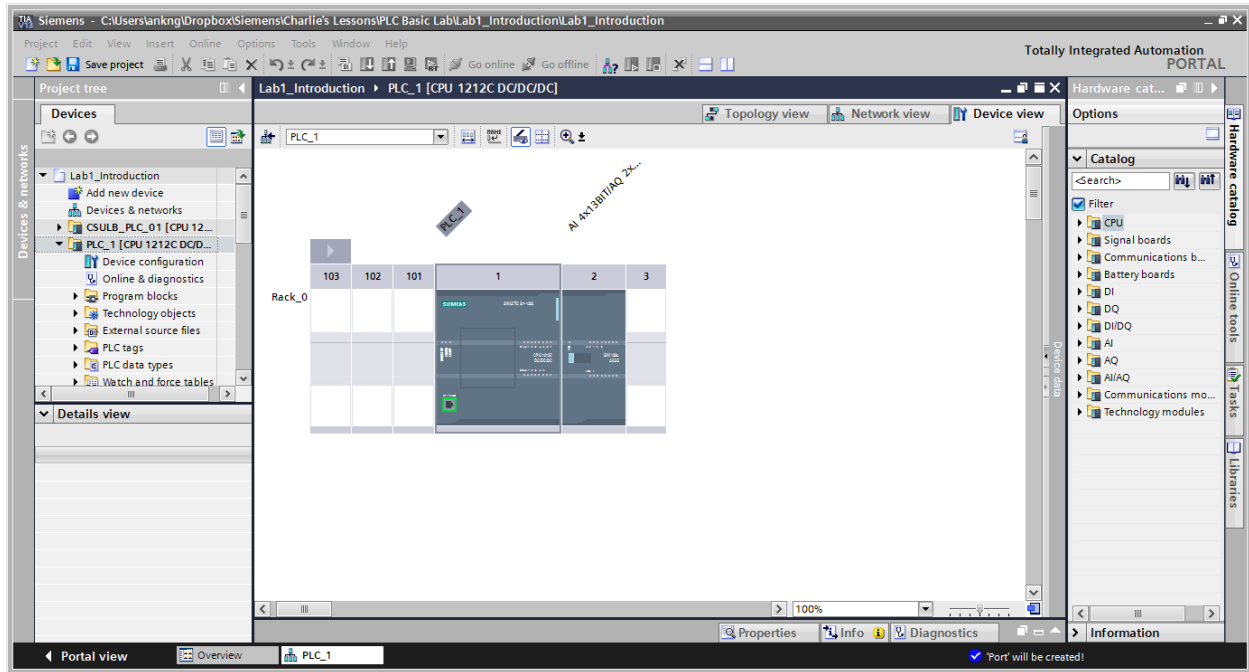 Siemens - C:\Users\ankng\Dropbox\Siemens\Charlie's Lessons\PLC Basic Lab\Lab1_Introduction\Lab1_Introduction
Project Edit View Insert Online Options Tools Window Help
Totally Integrated Automation
PORTAL
Save project
Go online
Go offline
Project tree
Lab1_Introduction ▸ PLC_1 [CPU 1212C DC/DC/DC]
Hardware cat...
Devices
Topology view
Network view
Device view
Options
PLC_1
Lab1_Introduction
Add new device
Devices & networks
CSULB_PLC_01 [CPU 12...
PLC_1 [CPU 1212C DC/D...
Device configuration
Online & diagnostics
Program blocks
Technology objects
External source files
PLC tags
PLC data types
Watch and force tables
Details view
Devices & networks
PLC_1
AI 4x13BIT/AQ 2x...
103 102 101 1 2 3
Rack_0
SIEMENS
Device data
100%
Properties
Info
Diagnostics
Catalog
<Search>
Filter
CPU
Signal boards
Communications b...
Battery boards
DI
DQ
DI/DQ
AI
AQ
AI/AQ
Communications mo...
Technology modules
Information
Hardware catalog
Online tools
Tasks
Libraries
Portal view
Overview
PLC_1
'Port' will be created!